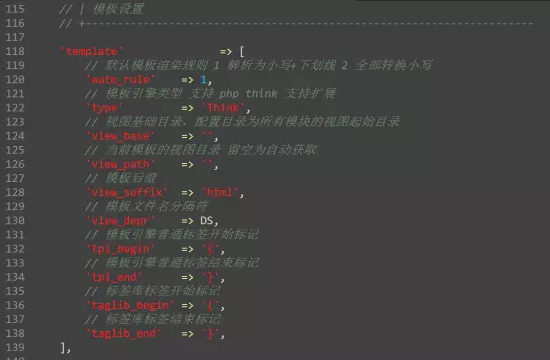 115 // | 模板设置
116 // +----------------------------------------------------------------------
117
118 'template' => [
119 // 默认模板渲染规则 1 解析为小写+下划线 2 全部转换小写
120 'auto_rule' => 1,
121 // 模板引擎类型 支持 php think 支持扩展
122 'type' => 'Think',
123 // 视图基础目录，配置目录为所有模块的视图起始目录
124 'view_base' => '',
125 // 当前模板的视图目录 留空为自动获取
126 'view_path' => '',
127 // 模板后缀
128 'view_suffix' => 'html',
129 // 模板文件名分隔符
130 'view_depr' => DS,
131 // 模板引擎普通标签开始标记
132 'tpl_begin' => '{',
133 // 模板引擎普通标签结束标记
134 'tpl_end' => '}',
135 // 标签库标签开始标记
136 'taglib_begin' => '{',
137 // 标签库标签结束标记
138 'taglib_end' => '}',
139 ],